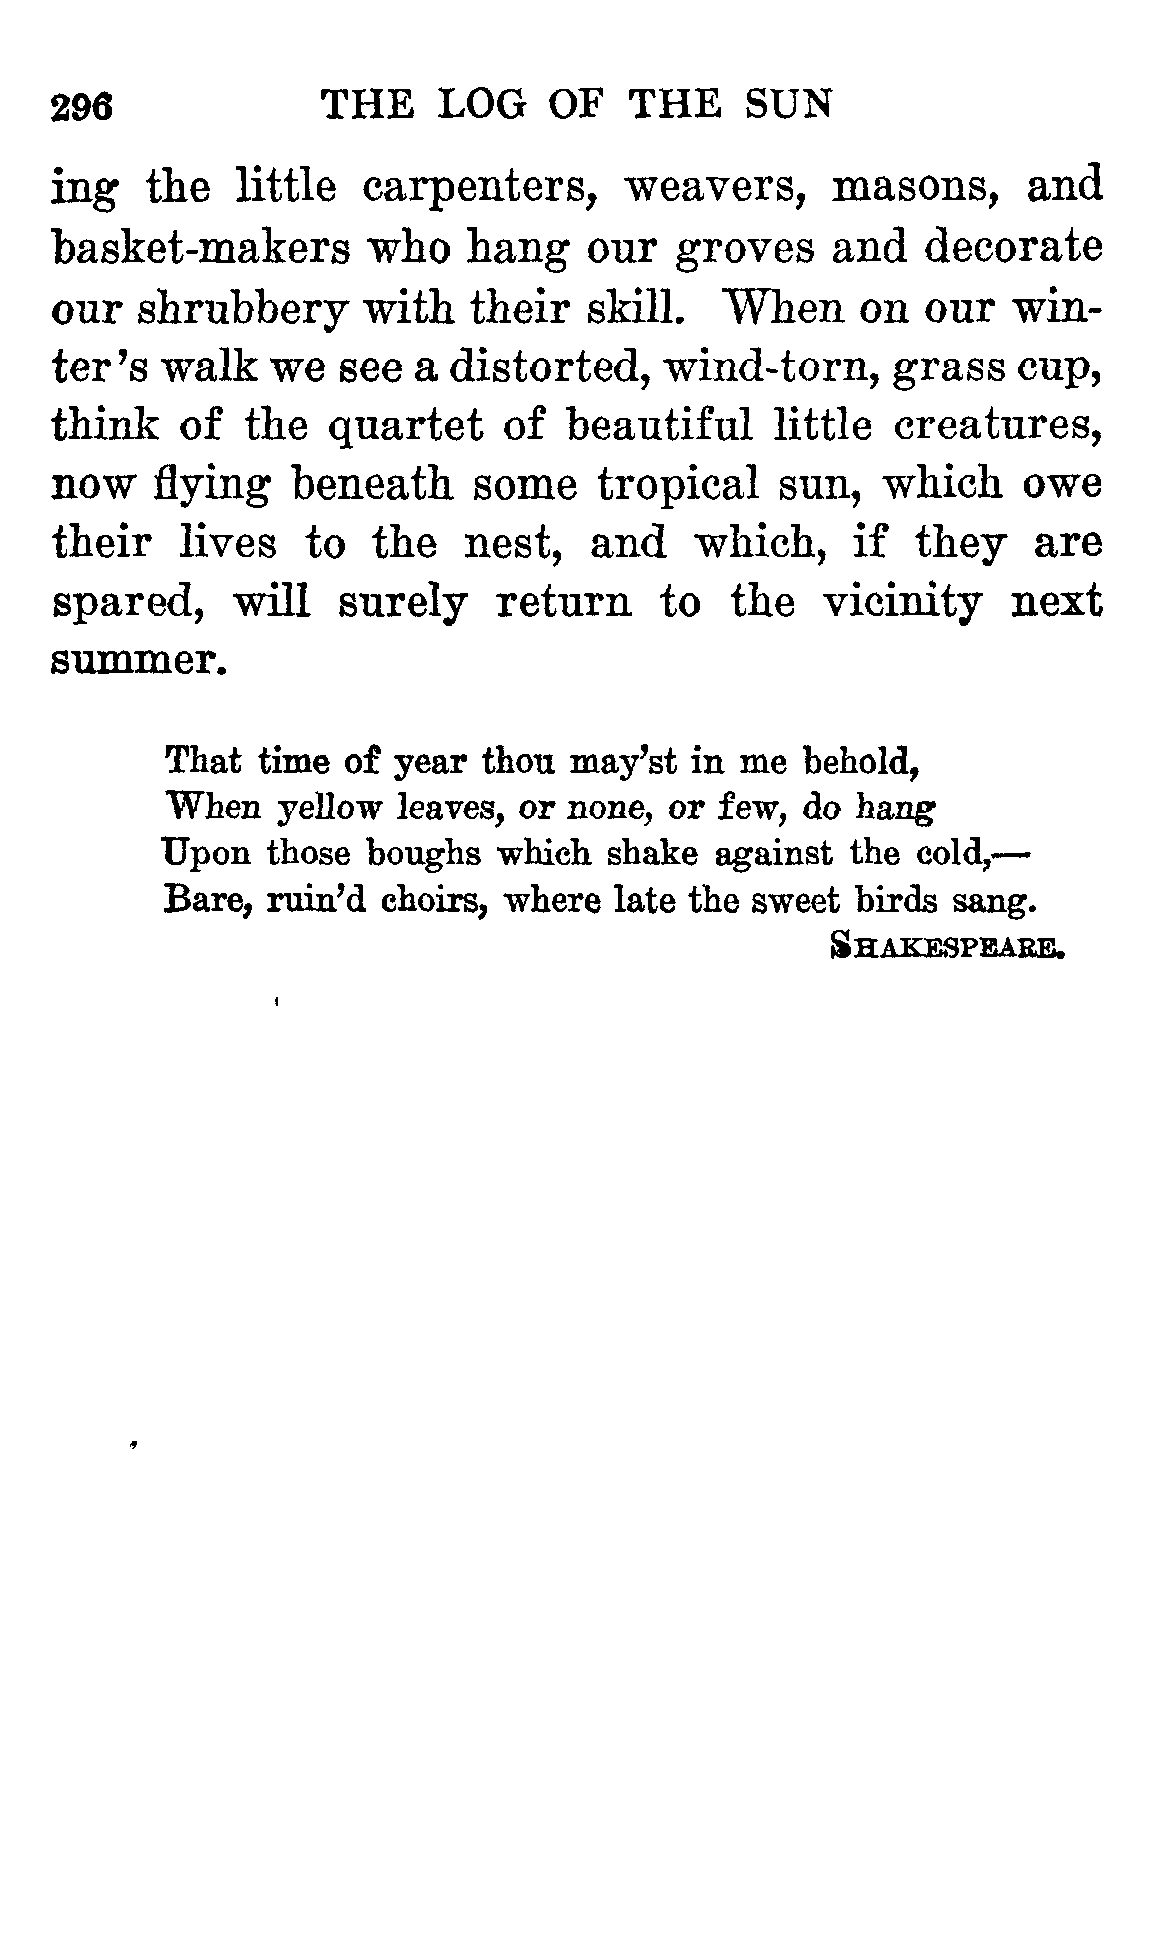 296 THE LOG OF THE SUN
ing the little carpenters, weavers, masons, and
basket-makers who hang our groves and decorate
our shrubbery with their skill. When on our win-
ter's walk we see a distorted, wind-torn, grass cup,
think of the quartet of beautiful little creatures,
now flying beneath some tropical sun, which owe
their lives to the nest, and which, if they are
spared, will surely return to the vicinity next
summer.
That time of year thou may'st in me behold,
When yellow leaves, or none, or few, do hang
Upon those boughs which shake against the cold,—
Bare, ruin'd choirs, where late the sweet birds sang.
SHAKESPEARE.